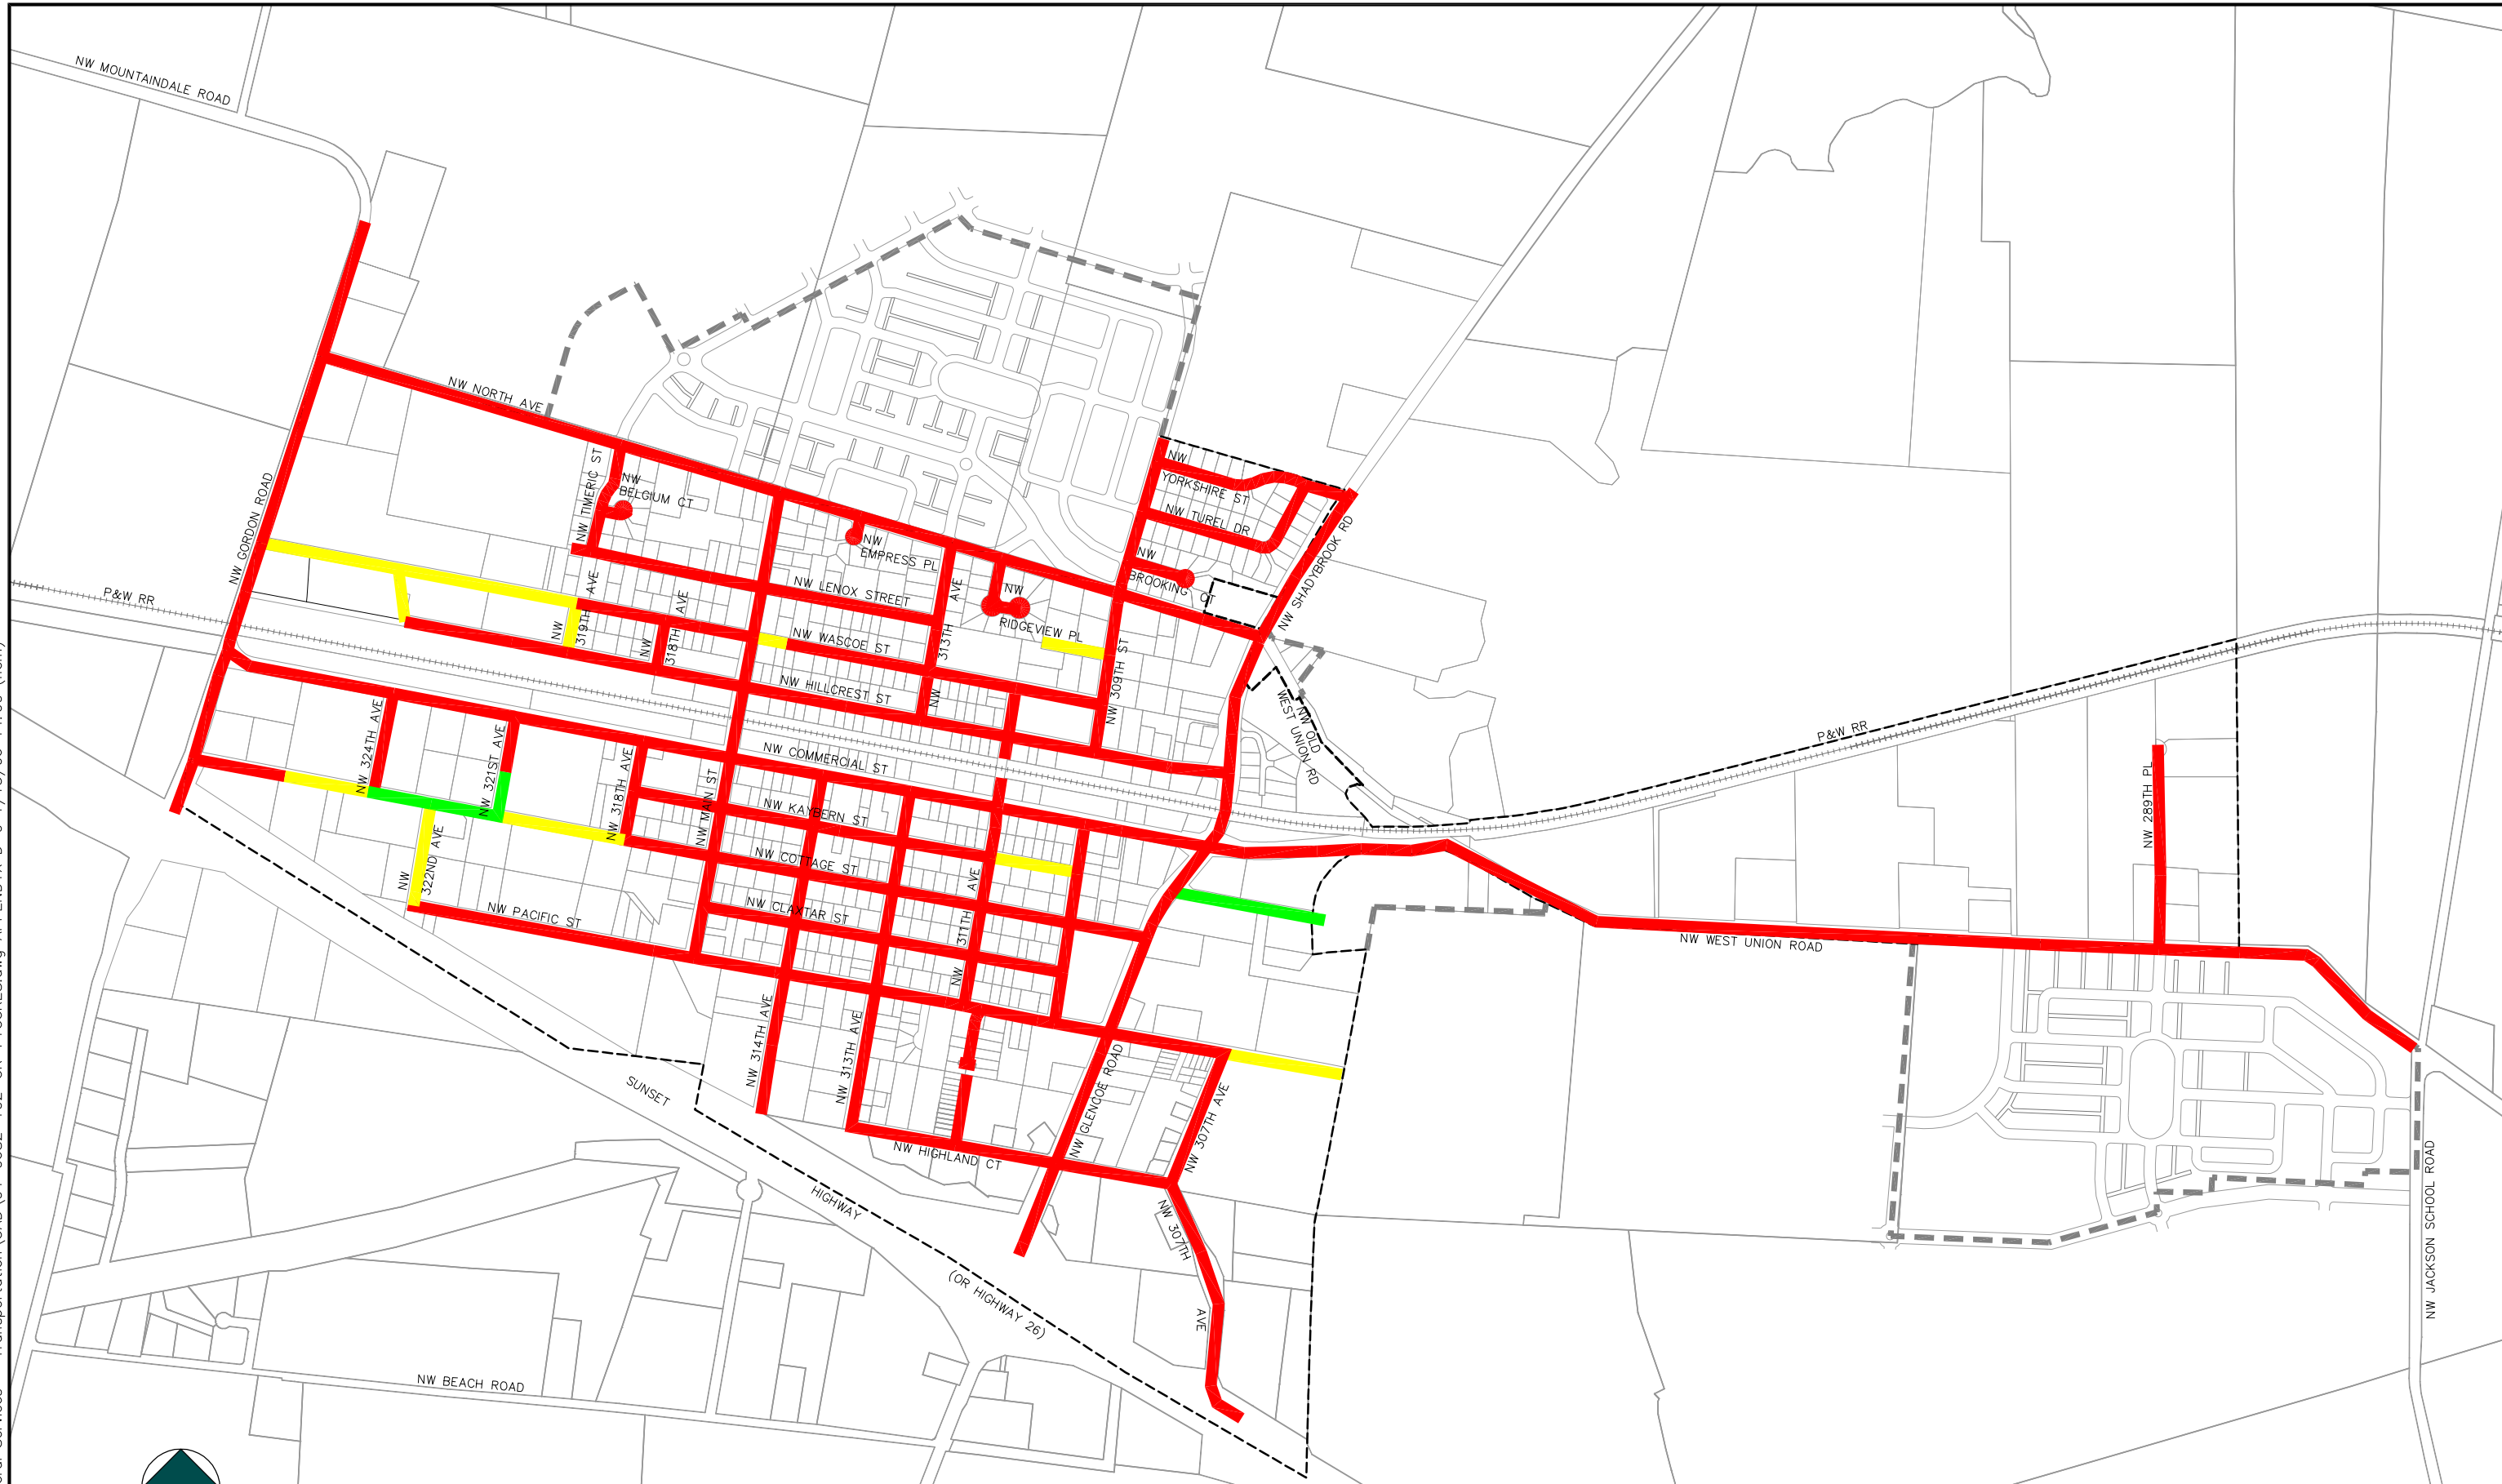 NW MOUNTAINDALE ROAD
NW NORTH AVE
NW GORDON ROAD
P&W RR
NW TIMERIC ST
NW
BELGIUM CT
NW
EMPRESS PL
NW LENOX STREET
NW
319TH AVE
NW
318TH AVE
NW WASCOE ST
NW
313TH AVE
NW
RIDGEVIEW PL
NW HILLCREST ST
NW
YORKSHIRE ST
NW TUREL DR
NW
BROOKING CT
NW SHADYBROOK RD
NW 309TH ST
NW OLD
WEST UNION RD
P&W RR
NW 289TH PL
NW COMMERCIAL ST
NW 324TH AVE
NW 321ST AVE
NW 318TH AVE
NW MAIN ST
NW KAYBERN ST
NW COTTAGE ST
NW CLAXTAR ST
NW
322ND AVE
NW PACIFIC ST
NW 311TH AVE
NW WEST UNION ROAD
NW 314TH AVE
NW 313TH AVE
NW GLENCOE ROAD
NW 307TH AVE
NW HIGHLAND CT
NW 307TH AVE
SUNSET HIGHWAY
(OR HIGHWAY 26)
NW JACKSON SCHOOL ROAD
NW BEACH ROAD